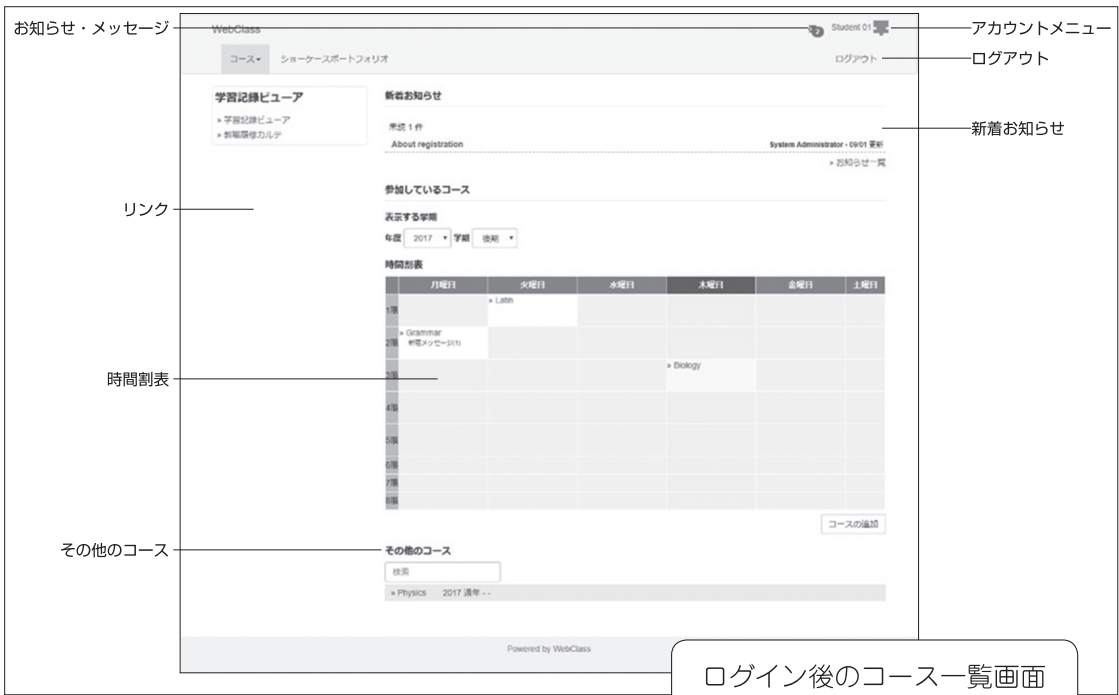 お知らせ・メッセージ
WebClass
Student 01
アカウントメニュー
コース▾ ショーケースポートフォリオ
ログアウト
ログアウト
学習記録ビューア
» 学習記録ビューア
» 教職履修カルテ
新着お知らせ
未読 1 件
About registration
System Administrator - 09/01 更新
» お知らせ一覧
新着お知らせ
リンク
参加しているコース
表示する学期
年度 2017 ▾ 学期 後期 ▾
時間割表
月曜日 火曜日 水曜日 木曜日 金曜日 土曜日
1限 » Latin
2限 » Grammar
新着メッセージ(1)
3限 » Biology
4限
5限
6限
7限
8限
時間割表
コースの追加
その他のコース
その他のコース
検索
» Physics 2017 通年 - -
Powered by WebClass
ログイン後のコース一覧画面